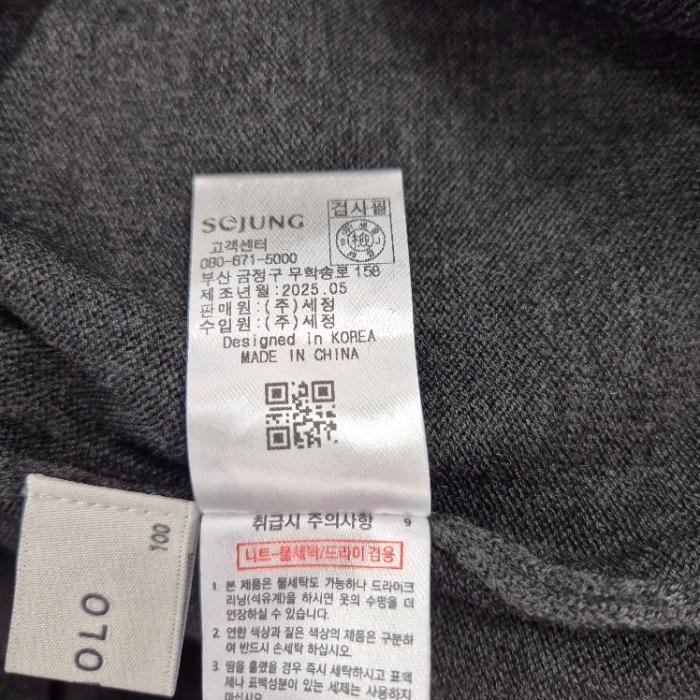 SEJUNG
검사필
고객센터
080-671-5000
부산 금정구 무학송로 158
제조년월:2025.05
판매원:(주)세정
수입원:(주)세정
Designed in KOREA
MADE IN CHINA
취급시 주의사항 9
니트-물세탁/드라이 겸용
1. 본 제품은 물세탁도 가능하나 드라이크
리닝(석유계)을 하시면 옷의 수명을 더
연장하실 수 있습니다.
2. 연한 색상과 짙은 색상의 제품은 구분하
여 반드시 손세탁 하십시오.
3. 땀을 흘렸을 경우 즉시 세탁하시고 표백
제나 표백성분이 있는 세제는 사용하지
마십시오
100
OLO